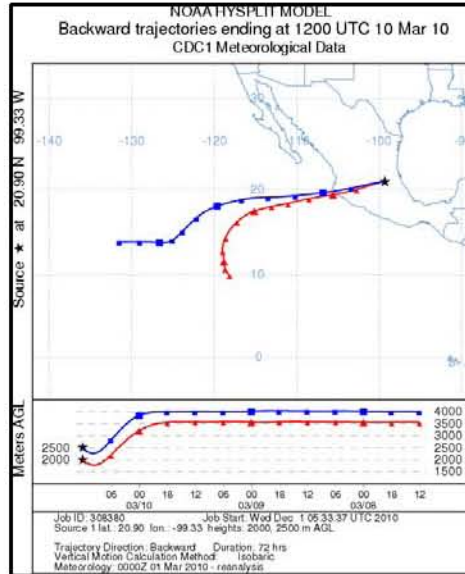 NOAA HYSPLIT MODEL
Backward trajectories ending at 1200 UTC 10 Mar 10
CDC1 Meteorological Data
Source ★ at 20.90 N 99.33 W
-140 -120 -100
30
-130 -110 -90
20
10
0
Meters AGL
2500
2000
4000
3500
3000
2500
2000
1500
06 00 18 12 06 00 18 12 06 00 18 12
03/10 03/09 03/08
Job ID: 308380 Job Start: Wed Dec 1 05:33:37 UTC 2010
Source 1 lat.: 20.90 lon.: -99.33 heights: 2000, 2500 m AGL
Trajectory Direction: Backward Duration: 72 hrs
Vertical Motion Calculation Method: Isobaric
Meteorology: 0000Z 01 Mar 2010 - reanalysis